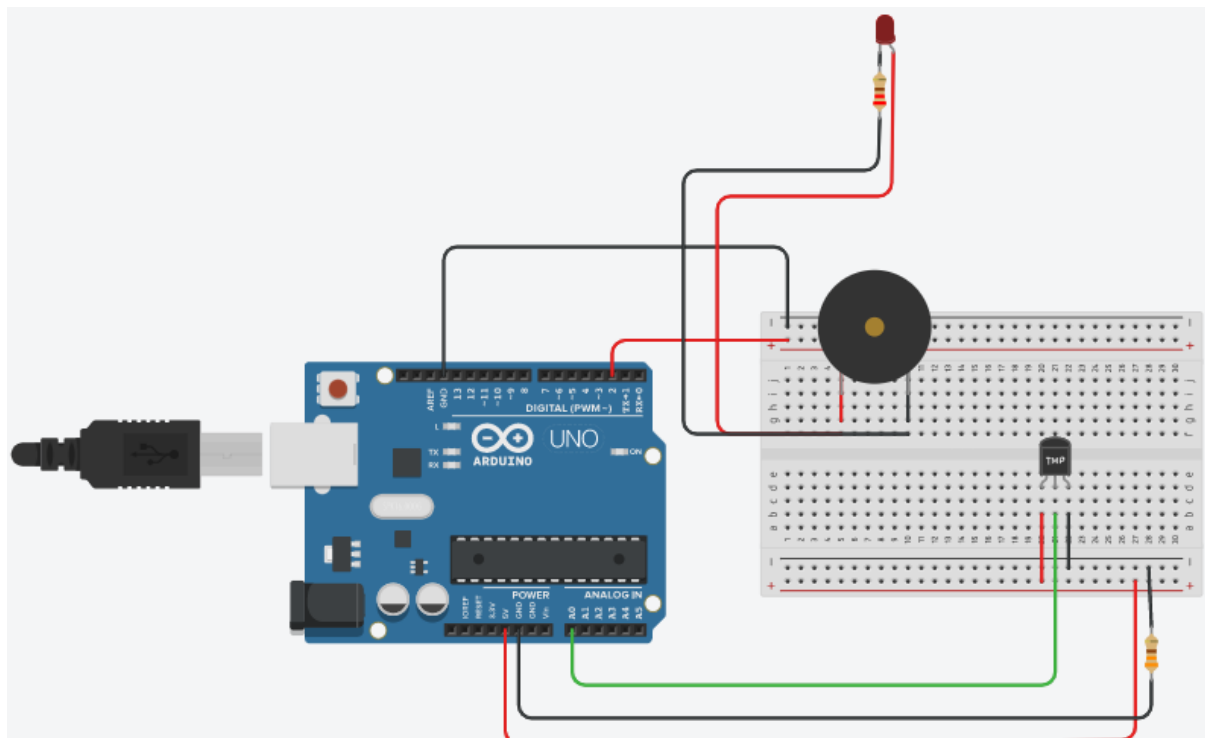 AREF
GND
13
12
~11
~10
~9
8
7
~6
~5
4
~3
2
TX→1
RX←0
DIGITAL (PWM~)
L
TX
RX
UNO
ARDUINO
ON
IOREF
RESET
3.3V
5V
GND
GND
Vin
POWER
ANALOG IN
A0
A1
A2
A3
A4
A5
TMP